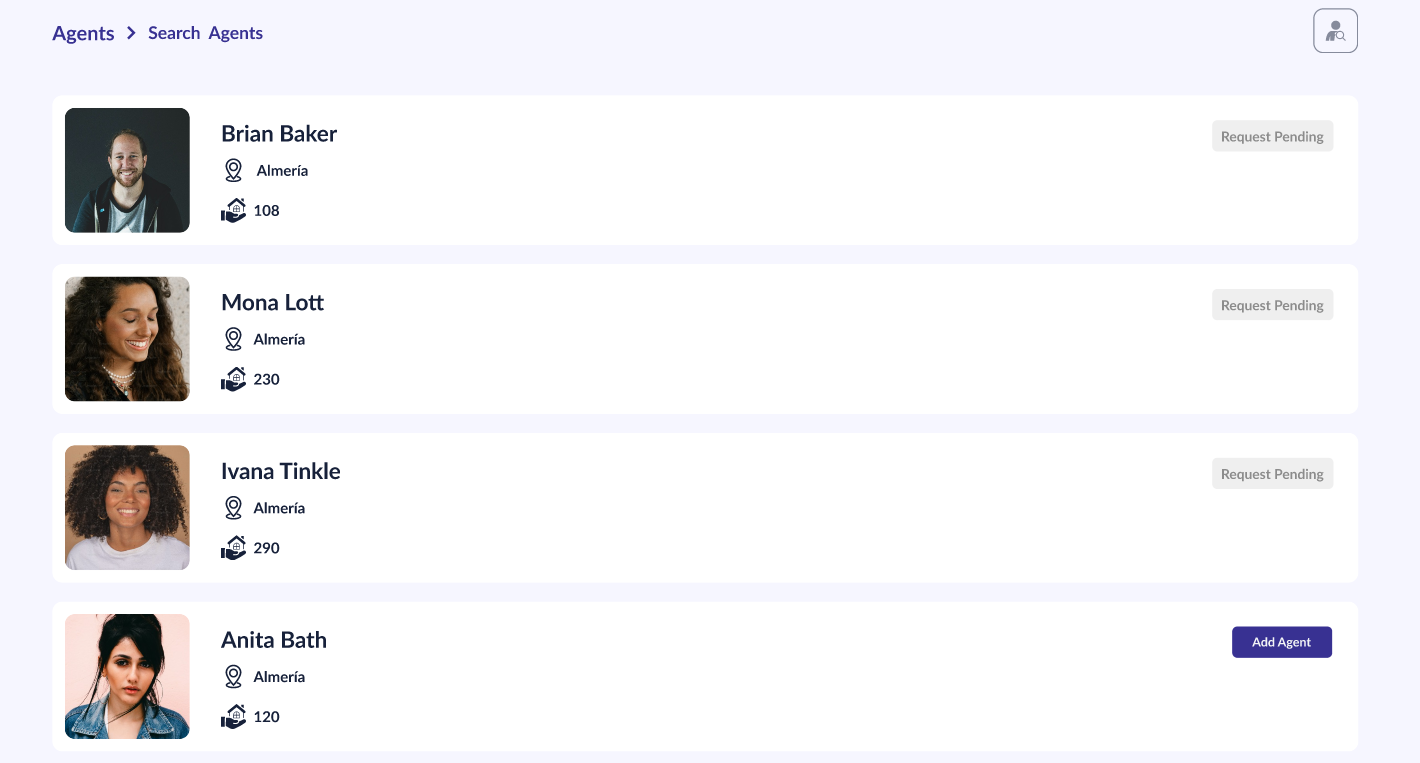 Agents > Search Agents
Brian Baker
Request Pending
Almería
108
Mona Lott
Request Pending
Almería
230
Ivana Tinkle
Request Pending
Almería
290
Anita Bath
Add Agent
Almería
120